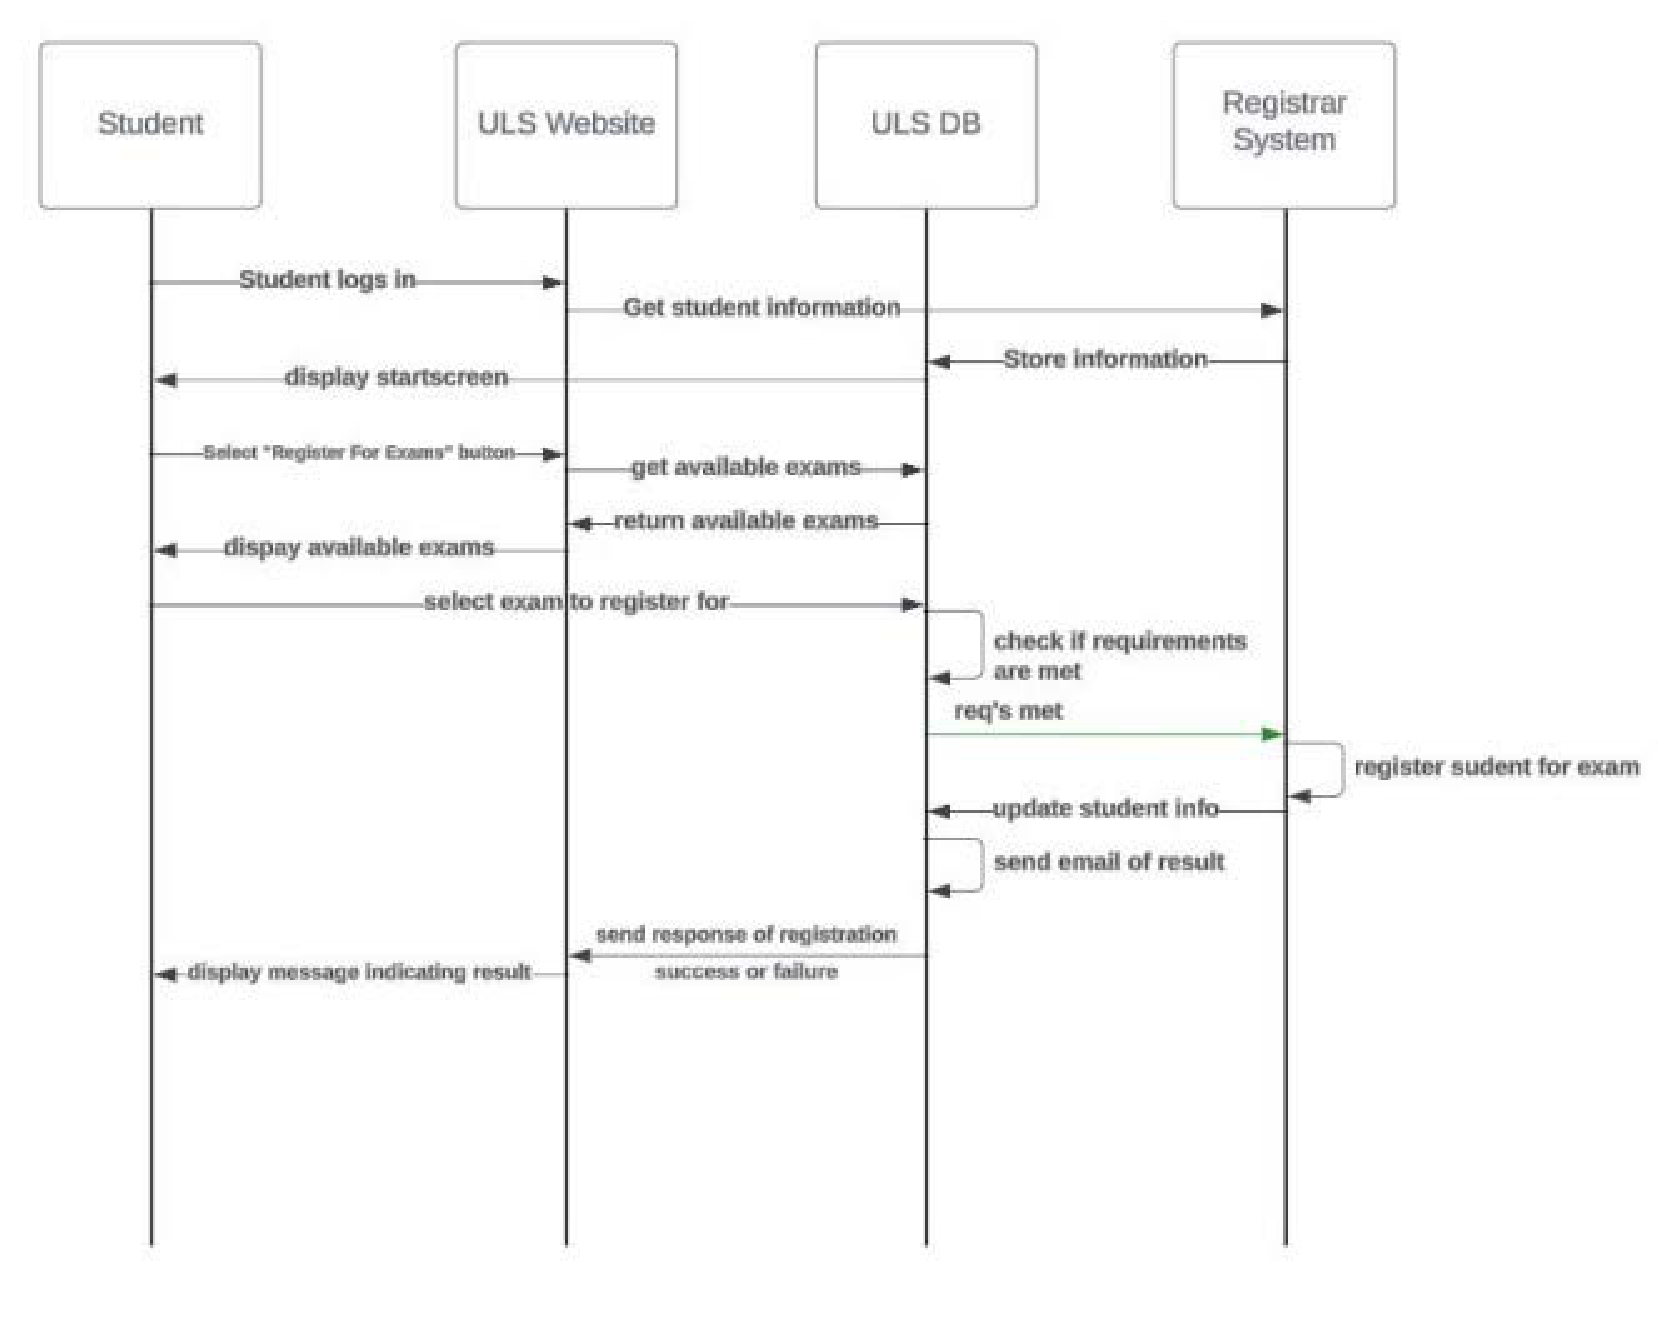 Student
ULS Website
ULS DB
Registrar
System
Student logs in
Get student information
Store information
display startscreen
Select "Register For Exams" button
get available exams
return available exams
dispay available exams
select exam to register for
check if requirements
are met
req's met
register sudent for exam
update student info
send email of result
send response of registration
success or failure
display message indicating result